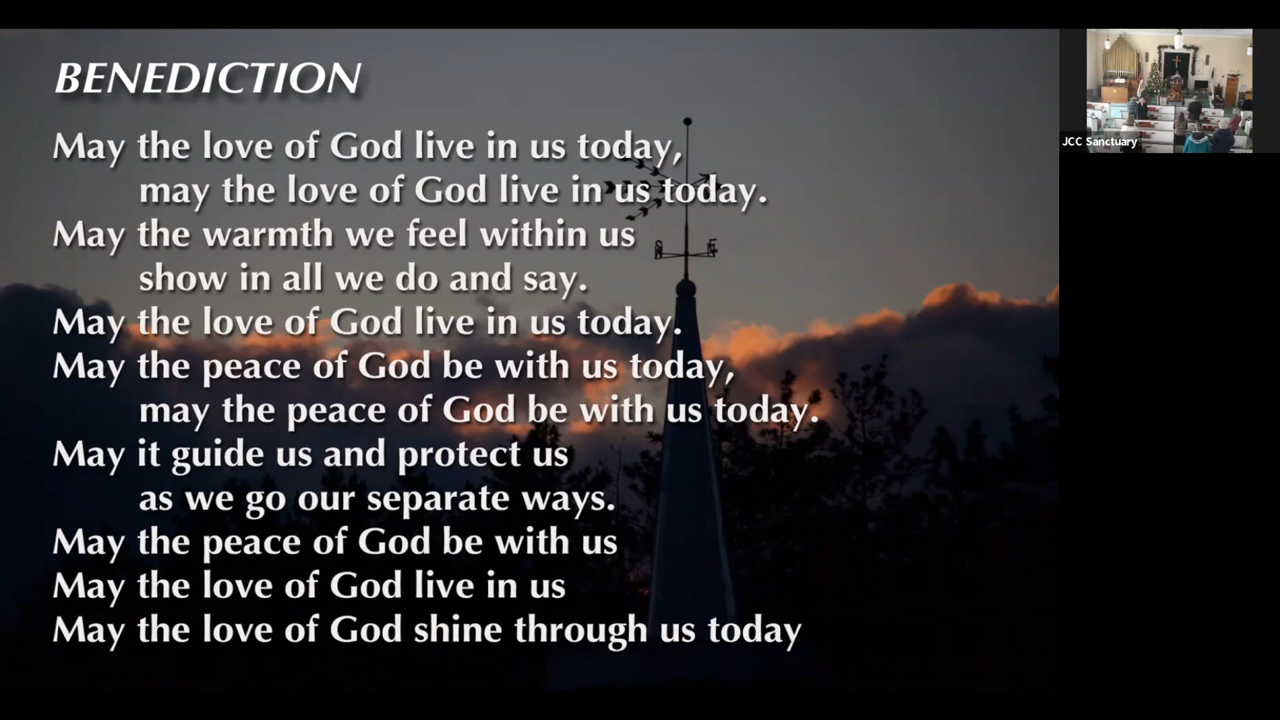 BENEDICTION
May the love of God live in us today,
may the love of God live in us today.
May the warmth we feel within us
show in all we do and say.
May the love of God live in us today.
May the peace of God be with us today,
may the peace of God be with us today.
May it guide us and protect us
as we go our separate ways.
May the peace of God be with us
May the love of God live in us
May the love of God shine through us today
JCC Sanctuary